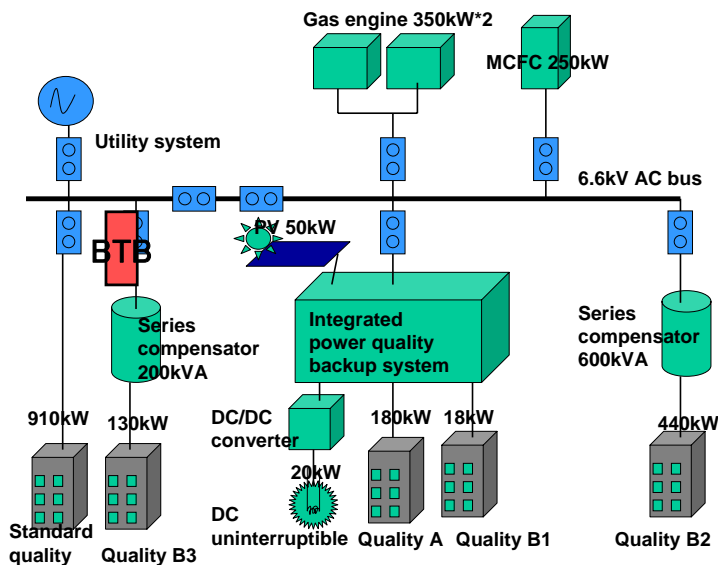 Gas engine 350kW*2
MCFC 250kW
Utility system
6.6kV AC bus
PV 50kW
BTB
Series
compensator
200kVA
Integrated
power quality
backup system
Series
compensator
600kVA
910kW
130kW
DC/DC
converter
180kW
18kW
440kW
20kW
Standard
quality
Quality B3
DC
uninterruptible
Quality A
Quality B1
Quality B2